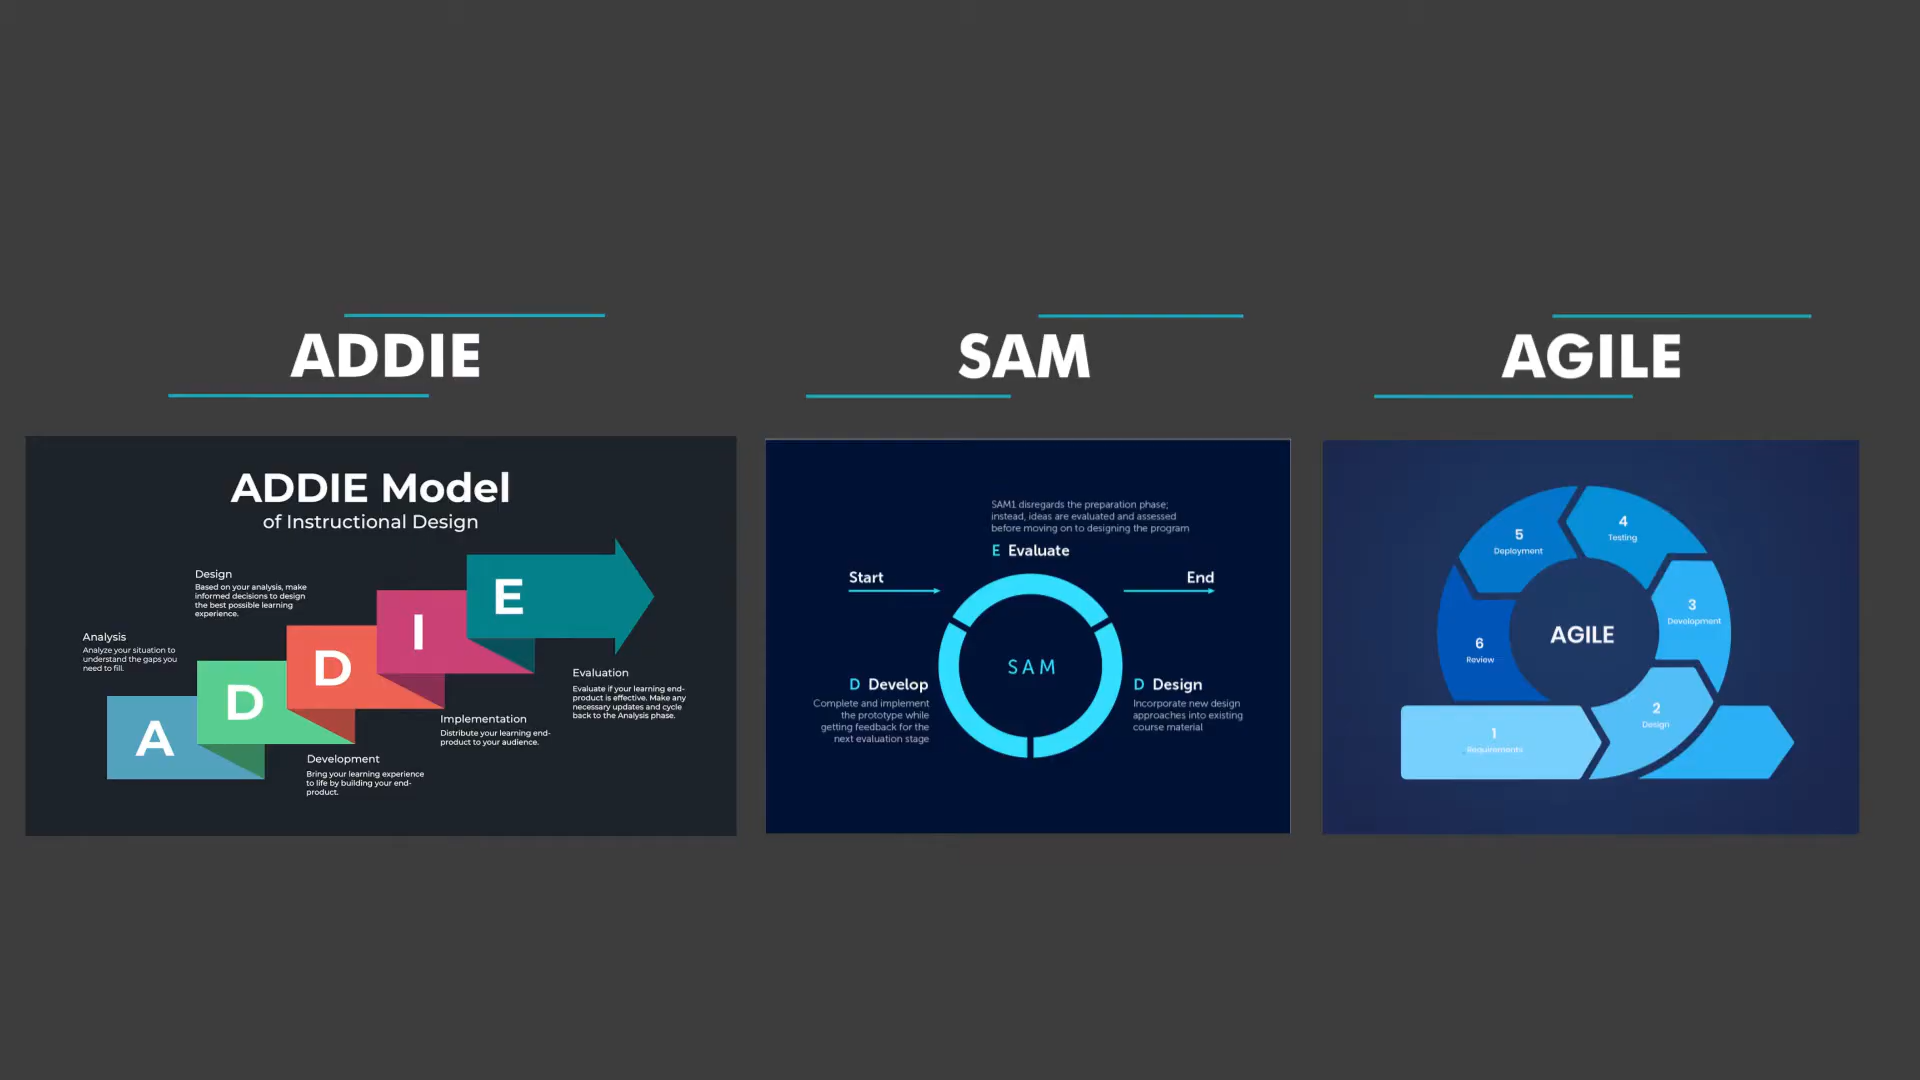 ADDIE
ADDIE Model
of Instructional Design
Design
Based on your analysis, make
informed decisions to design
the best possible learning
experience.
Analysis
Analyze your situation to
understand the gaps you
need to fill.
A
D
D
I
E
Evaluation
Evaluate if your learning end-
product is effective. Make any
necessary updates and cycle
back to the Analysis phase.
Implementation
Distribute your learning end-
product to your audience.
Development
Bring your learning experience
to life by building your end-
product.
SAM
SAM1 disregards the preparation phase;
instead, ideas are evaluated and assessed
before moving on to designing the program
E Evaluate
Start
End
SAM
D Develop
Complete and implement
the prototype while
getting feedback for the
next evaluation stage
D Design
Incorporate new design
approaches into existing
course material
AGILE
5
Deployment
4
Testing
3
Development
AGILE
6
Review
2
Design
1
Requirements